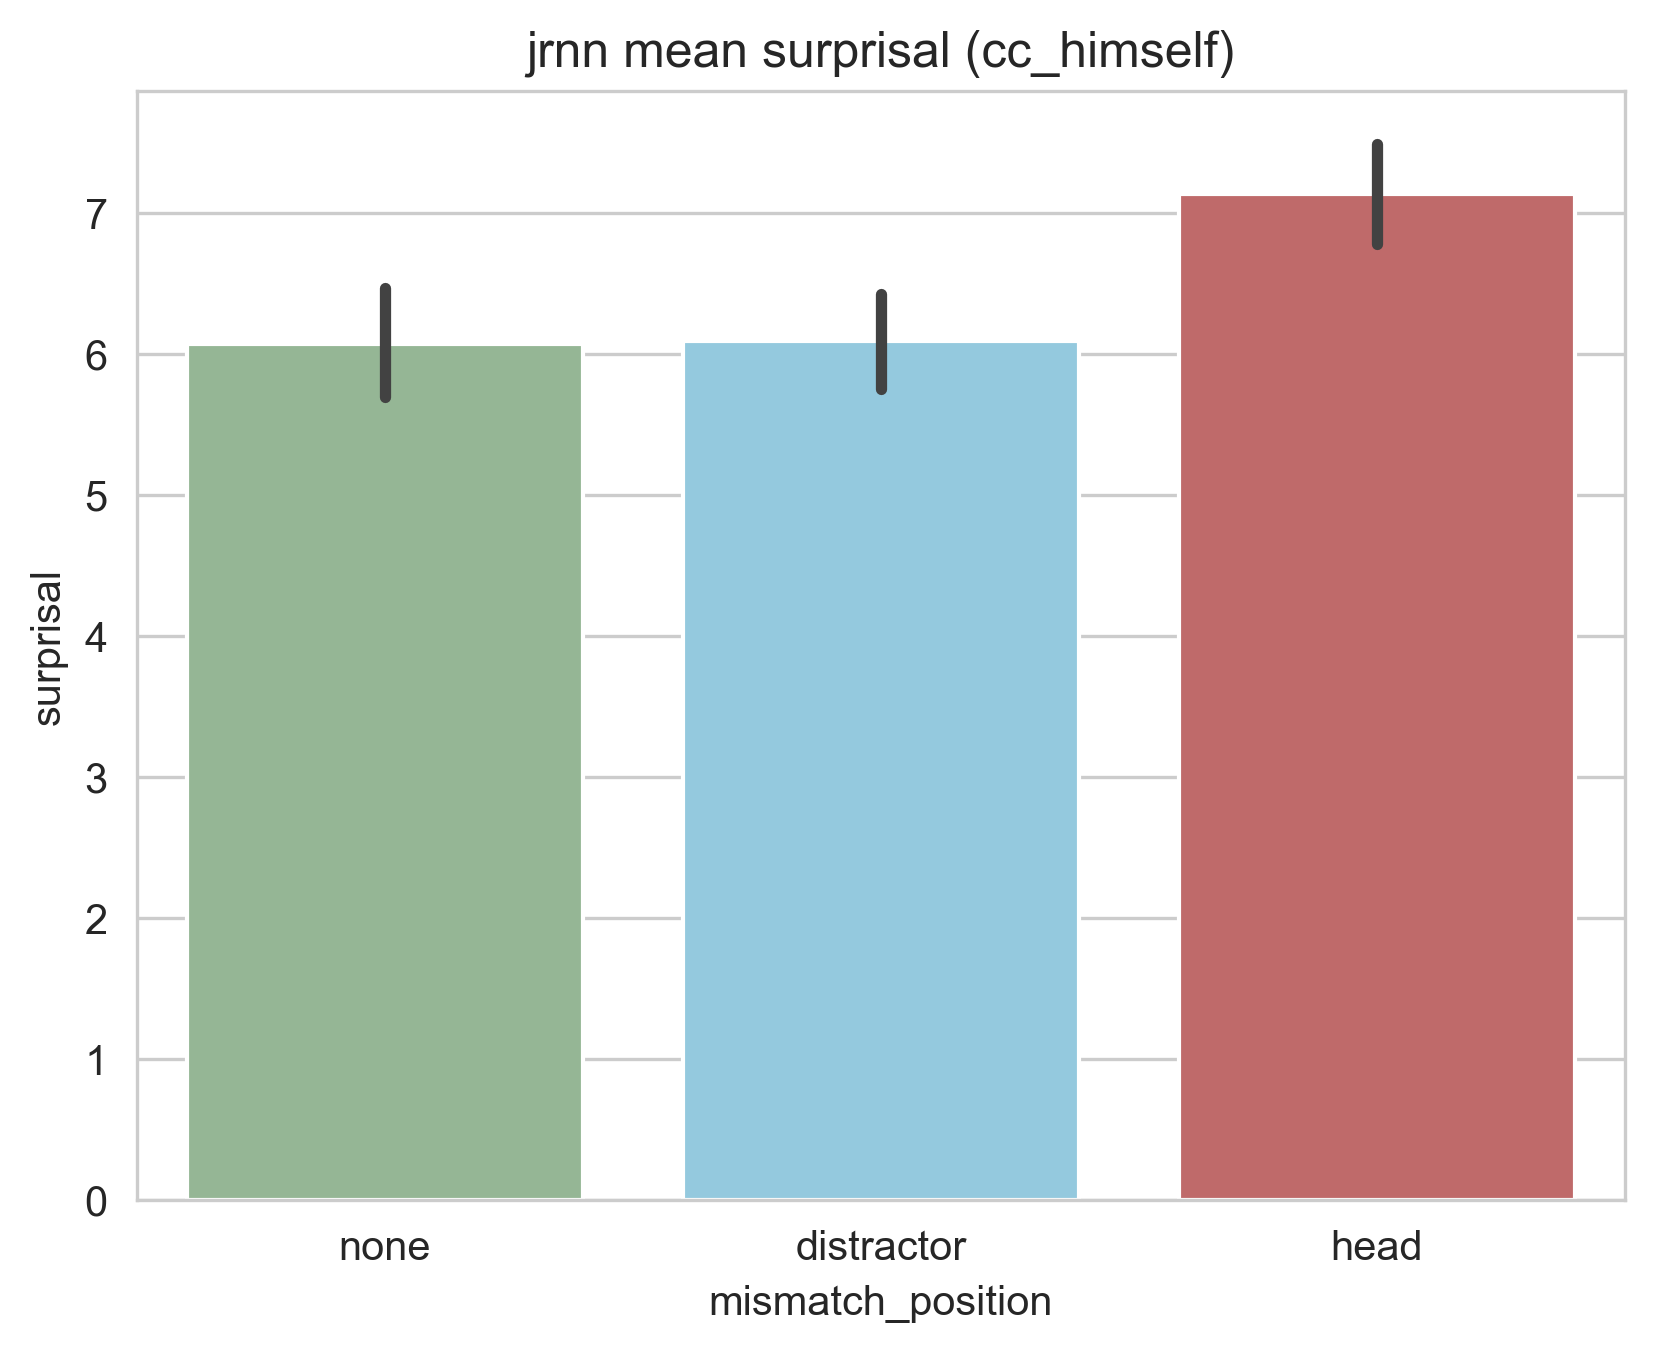 jrnn mean surprisal (cc_himself)
surprisal
7
6
5
4
3
2
1
0
none distractor head
mismatch_position